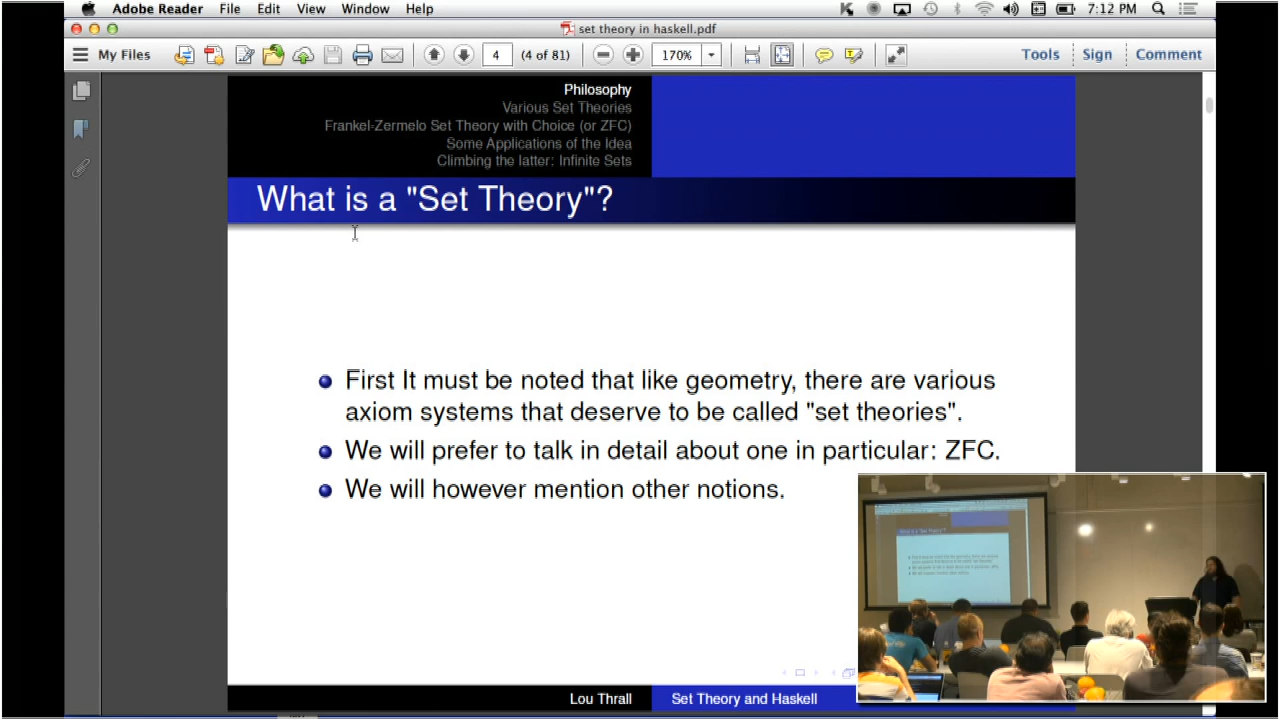 Adobe Reader File Edit View Window Help 7:12 PM
set theory in haskell.pdf
My Files 4 (4 of 81) 170% Tools Sign Comment
Philosophy
Various Set Theories
Frankel-Zermelo Set Theory with Choice (or ZFC)
Some Applications of the Idea
Climbing the latter: Infinite Sets
What is a "Set Theory"?
First It must be noted that like geometry, there are various
axiom systems that deserve to be called "set theories".
We will prefer to talk in detail about one in particular: ZFC.
We will however mention other notions.
What is a "Set Theory"?
Lou Thrall Set Theory and Haskell